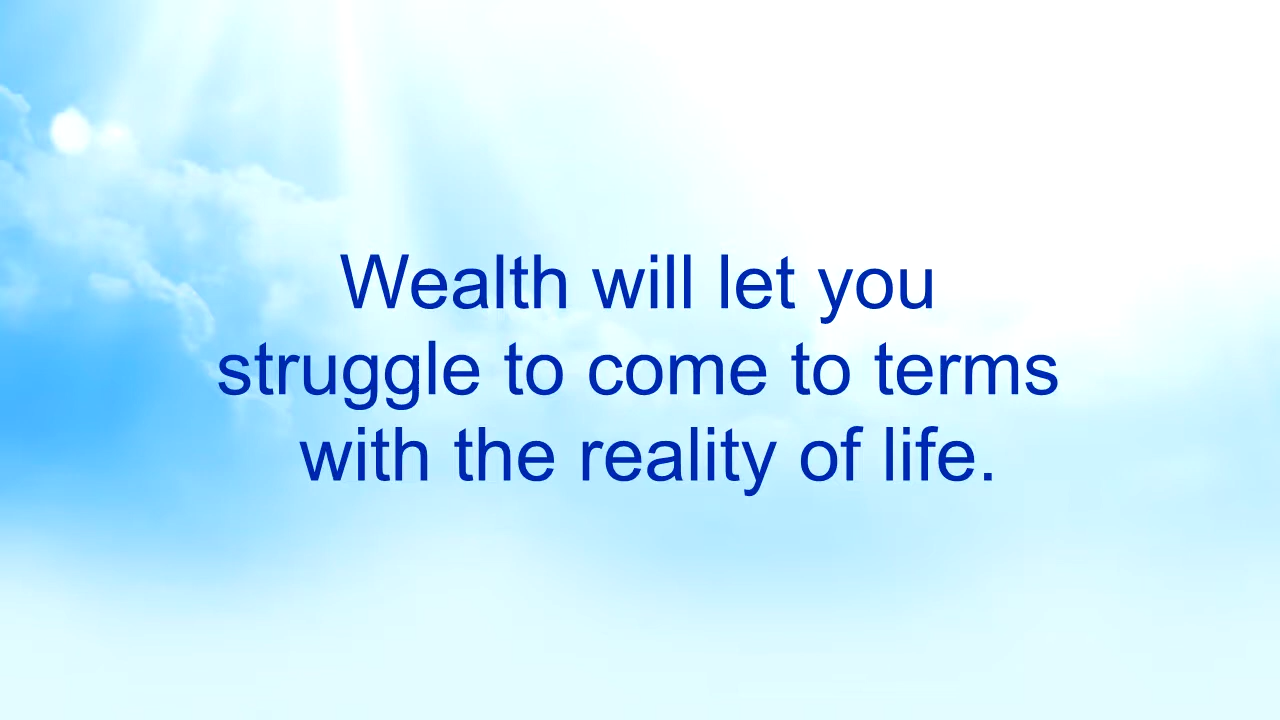 Wealth will let you
struggle to come to terms
with the reality of life.